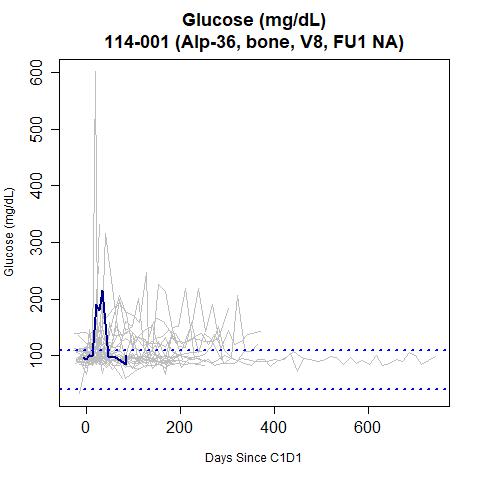 Glucose (mg/dL)
114-001 (Alp-36, bone, V8, FU1 NA)
Glucose (mg/dL)
600
500
400
300
200
100
0
200
400
600
Days Since C1D1